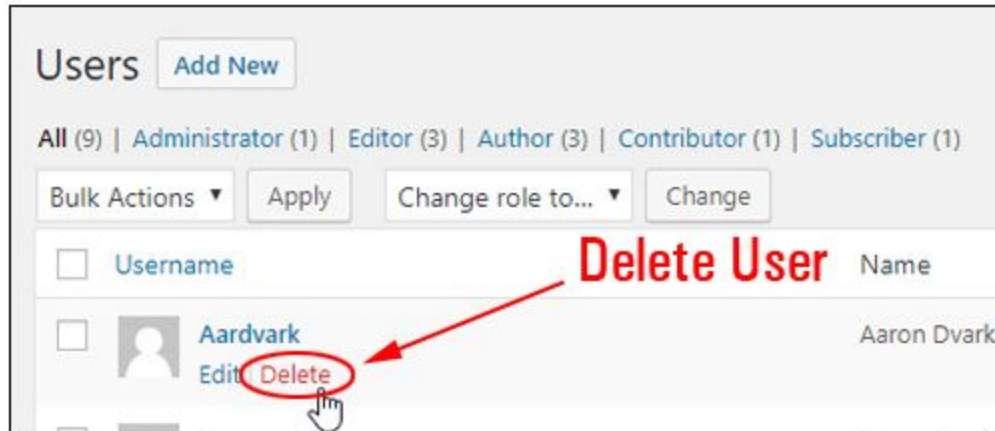 Users Add New
All (9) | Administrator (1) | Editor (3) | Author (3) | Contributor (1) | Subscriber (1)
Bulk Actions ▼ Apply Change role to... ▼ Change
Username Delete User Name
Aardvark Aaron Dvark
Edit | Delete